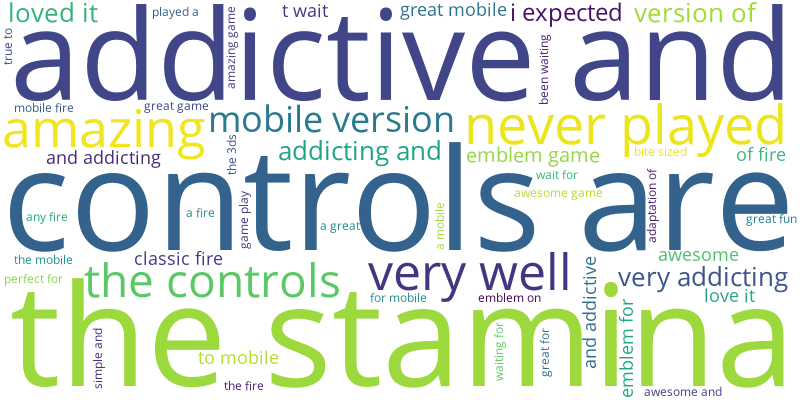 loved it
played a
t wait
great mobile
i expected
version of
true to
addictive and
amazing game
been waiting
mobile fire
great game
amazing
mobile version
never played
and addicting
the 3ds
addicting and
emblem game
bite sized
of fire
wait for
awesome game
controls are
any fire
a fire
game play
a great
a mobile
adaptation of
great fun
the mobile
classic fire
awesome
perfect for
the controls
very well
and addictive
very addicting
for mobile
emblem on
love it
the stamina
simple and
to mobile
waiting for
great for
emblem for
the fire
awesome and